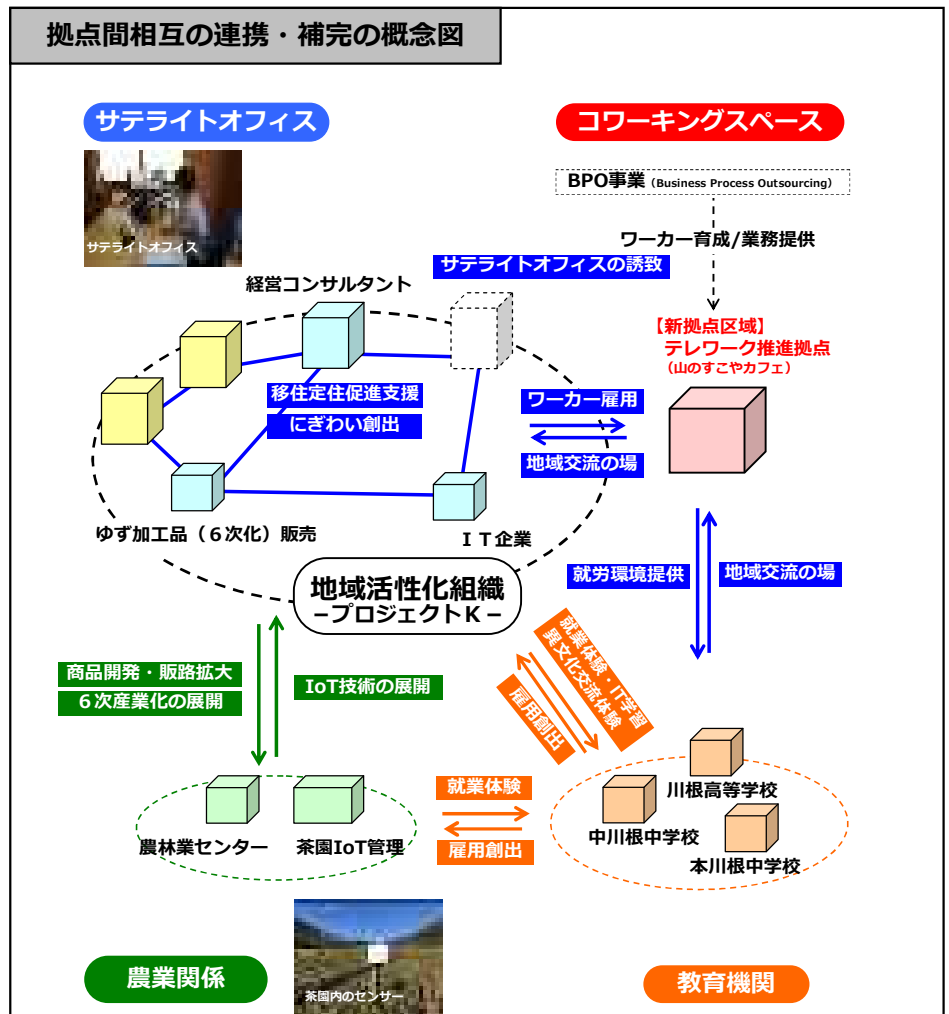 拠点間相互の連携・補完の概念図
サテライトオフィス
コワーキングスペース
サテライトオフィス
BPO事業（Business Process Outsourcing）
ワーカー育成/業務提供
サテライトオフィスの誘致
経営コンサルタント
【新拠点区域】
テレワーク推進拠点
（山のすこやカフェ）
移住定住促進支援
にぎわい創出
ワーカー雇用
地域交流の場
ゆず加工品（６次化）販売
ＩＴ企業
地域活性化組織
－プロジェクトＫ－
就労環境提供
地域交流の場
商品開発・販路拡大
６次産業化の展開
IoT技術の展開
就業体験・IT学習
異文化交流体験
雇用創出
就業体験
雇用創出
川根高等学校
中川根中学校
本川根中学校
農林業センター
茶園IoT管理
農業関係
茶園内のセンサー
教育機関